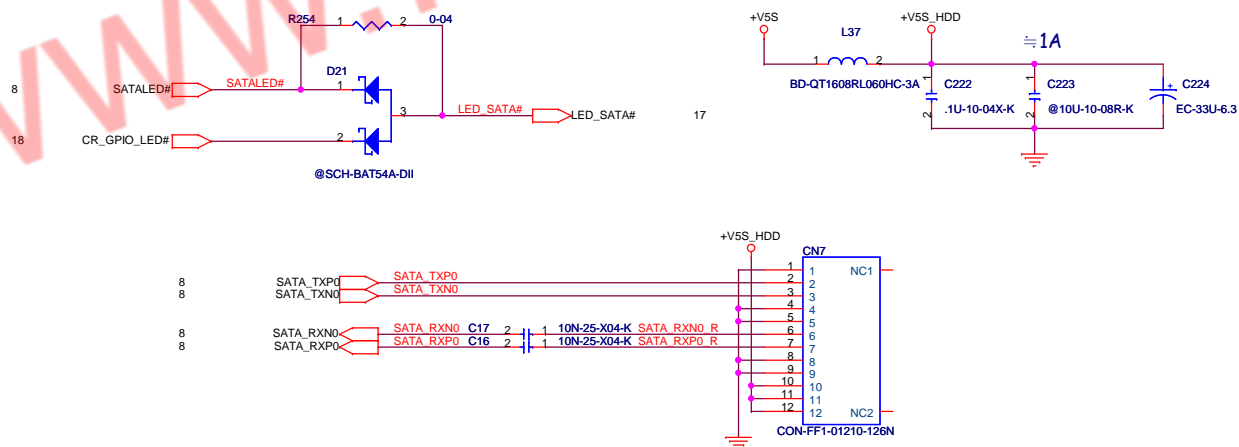 www.
R254 1 2 0-04
D21
8 SATALED# SATALED# 1
3 LED_SATA# LED_SATA# 17
18 CR_GPIO_LED# 2
@SCH-BAT54A-DII
+V5S +V5S_HDD
L37 ≒1A
1 2
BD-QT1608RL060HC-3A
1 C222 1 C223 + C224
2 .1U-10-04X-K 2 @10U-10-08R-K EC-33U-6.3
+V5S_HDD
CN7
1 1 NC1
8 SATA_TXP0 SATA_TXP0 2 2
8 SATA_TXN0 SATA_TXN0 3 3
4 4
5 5
8 SATA_RXN0 SATA_RXN0 C17 2 1 10N-25-X04-K SATA_RXN0_R 6 6
8 SATA_RXP0 SATA_RXP0 C16 2 1 10N-25-X04-K SATA_RXP0_R 7 7
8 8
9 9
10 10
11 11
12 12 NC2
CON-FF1-01210-126N